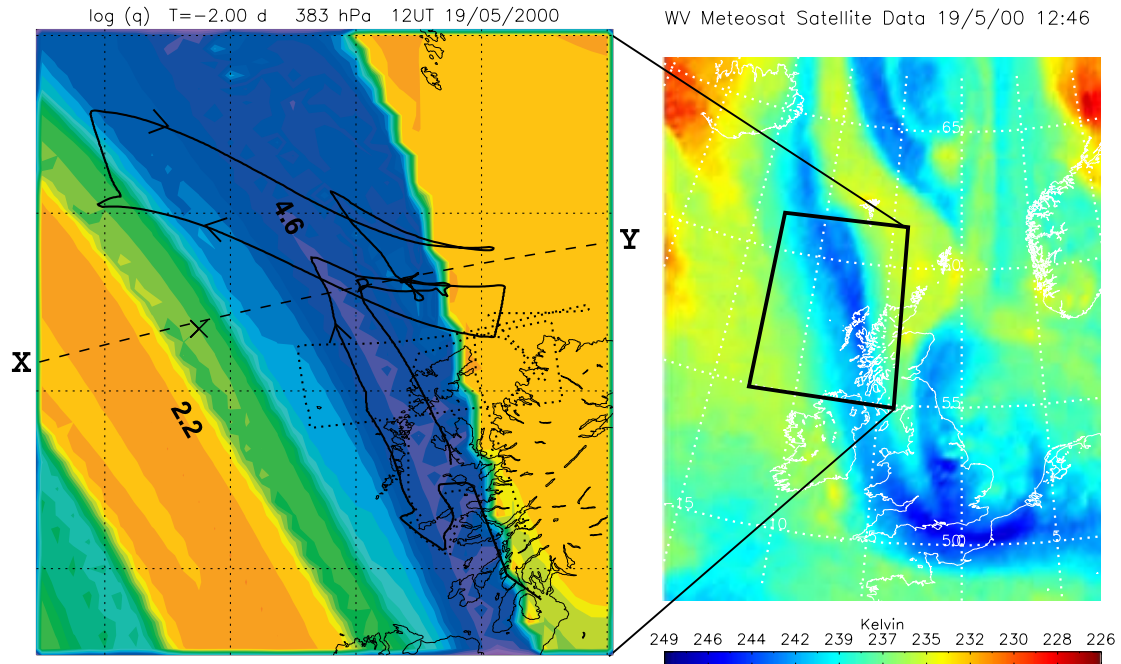 log (q) T=−2.00 d 383 hPa 12UT 19/05/2000
WV Meteosat Satellite Data 19/5/00 12:46
65
4.6
Y
X
2.2
55
15
10
50
5
Kelvin
249 246 244 242 239 237 235 232 230 228 226